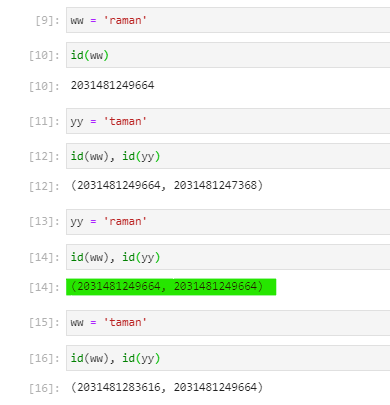 [9]: ww = 'raman'
[10]: id(ww)
[10]: 2031481249664
[11]: yy = 'taman'
[12]: id(ww), id(yy)
[12]: (2031481249664, 2031481247368)
[13]: yy = 'raman'
[14]: id(ww), id(yy)
[14]: (2031481249664, 2031481249664)
[15]: ww = 'taman'
[16]: id(ww), id(yy)
[16]: (2031481283616, 2031481249664)